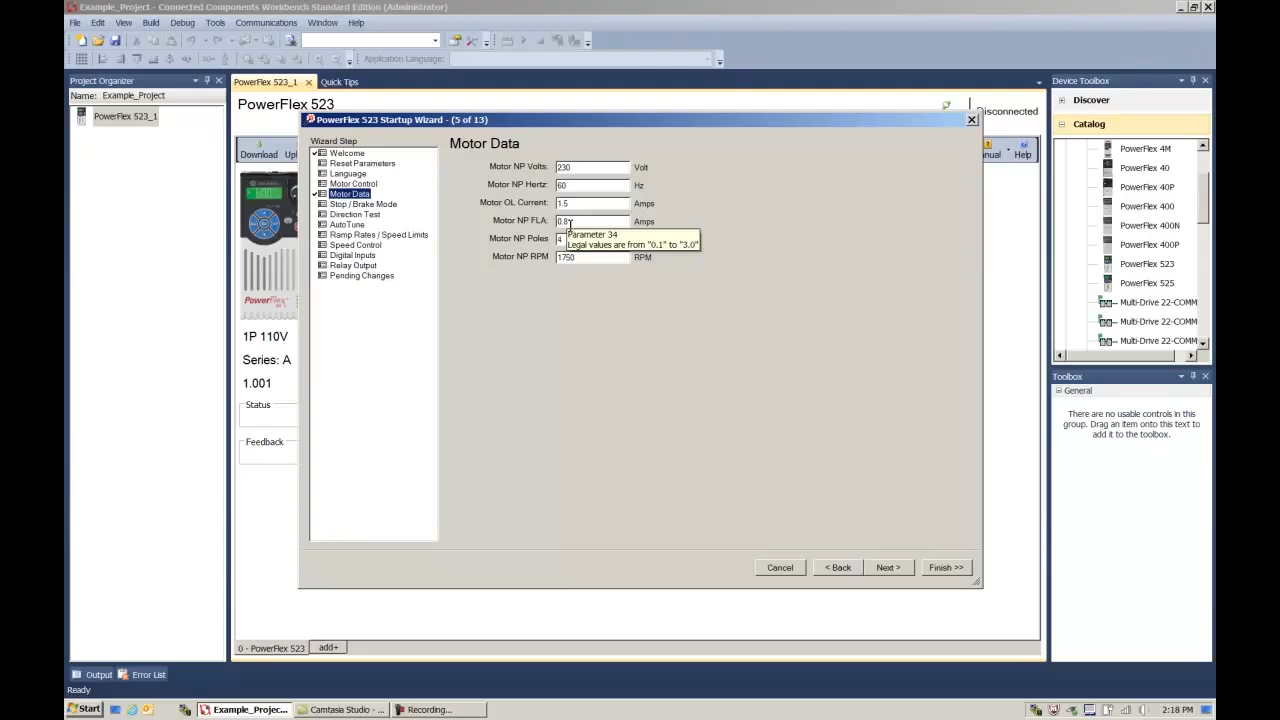 Example_Project - Connected Components Workbench Standard Edition (Administrator)
File Edit View Build Debug Tools Communications Window Help
Application Language:
Project Organizer
Name: Example_Project
PowerFlex 523_1
PowerFlex 523_1 Quick Tips
PowerFlex 523
Disconnected
Download Upl
anual Help
PowerFlex
1P 110V
Series: A
1.001
Status
Feedback
PowerFlex 523 Startup Wizard - (5 of 13)
Wizard Step
Welcome
Reset Parameters
Language
Motor Control
Motor Data
Stop / Brake Mode
Direction Test
AutoTune
Ramp Rates / Speed Limits
Speed Control
Digital Inputs
Relay Output
Pending Changes
Motor Data
Motor NP Volts: 230 Volt
Motor NP Hertz: 60 Hz
Motor OL Current: 1.5 Amps
Motor NP FLA: 0.8 Amps
Motor NP Poles 4
Parameter 34
Legal values are from "0.1" to "3.0"
Motor NP RPM 1750 RPM
Cancel < Back Next > Finish >>
0 - PowerFlex 523 add+
Device Toolbox
Discover
Catalog
PowerFlex 4M
PowerFlex 40
PowerFlex 40P
PowerFlex 400
PowerFlex 400N
PowerFlex 400P
PowerFlex 523
PowerFlex 525
Multi-Drive 22-COMM
Multi-Drive 22-COMM
Multi-Drive 22-COMM
Toolbox
General
There are no usable controls in this
group. Drag an item onto this text to
add it to the toolbox.
Output Error List
Ready
Start Example_Projec... Camtasia Studio - ... Recording... 2:18 PM